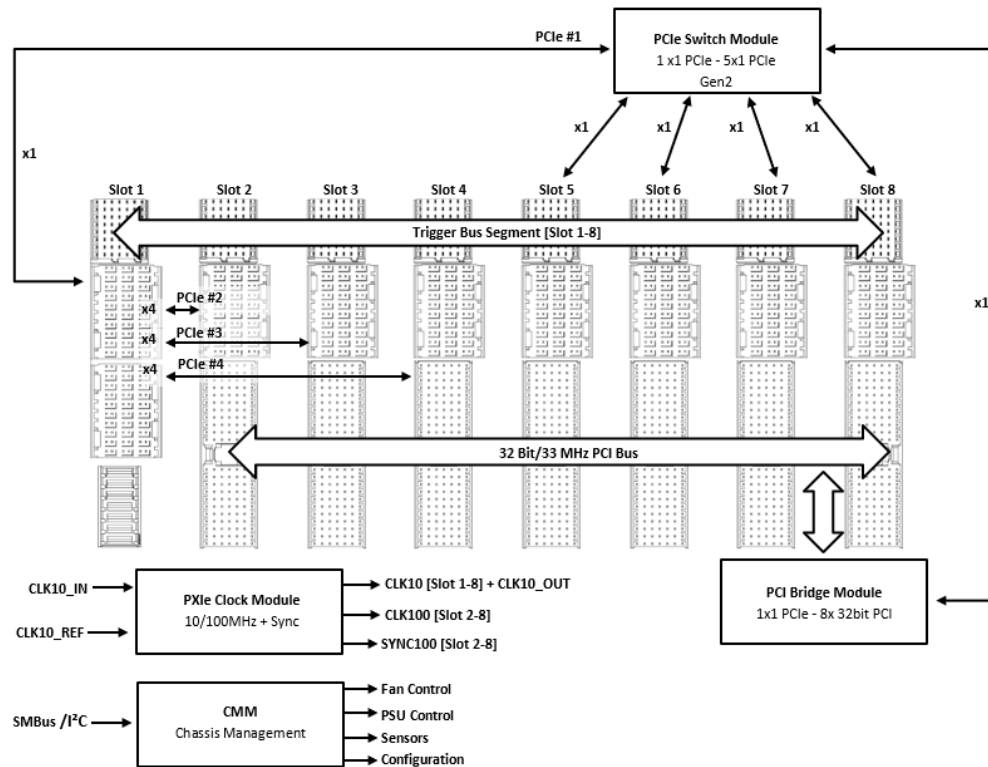 PCIe #1
PCIe Switch Module
1 x1 PCIe - 5x1 PCIe
Gen2
x1
x1
x1
x1
x1
Slot 1
Slot 2
Slot 3
Slot 4
Slot 5
Slot 6
Slot 7
Slot 8
Trigger Bus Segment [Slot 1-8]
PCIe #2
x4
x1
PCIe #3
x4
x4
PCIe #4
32 Bit/33 MHz PCI Bus
CLK10_IN
CLK10_REF
PXIe Clock Module
10/100MHz + Sync
CLK10 [Slot 1-8] + CLK10_OUT
CLK100 [Slot 2-8]
SYNC100 [Slot 2-8]
PCI Bridge Module
1x1 PCIe - 8x 32bit PCI
SMBus /I²C
CMM
Chassis Management
Fan Control
PSU Control
Sensors
Configuration